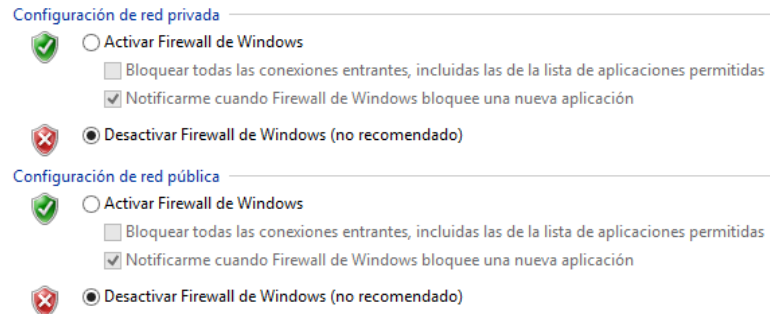 Configuración de red privada
Activar Firewall de Windows
Bloquear todas las conexiones entrantes, incluidas las de la lista de aplicaciones permitidas
Notificarme cuando Firewall de Windows bloquee una nueva aplicación
Desactivar Firewall de Windows (no recomendado)
Configuración de red pública
Activar Firewall de Windows
Bloquear todas las conexiones entrantes, incluidas las de la lista de aplicaciones permitidas
Notificarme cuando Firewall de Windows bloquee una nueva aplicación
Desactivar Firewall de Windows (no recomendado)